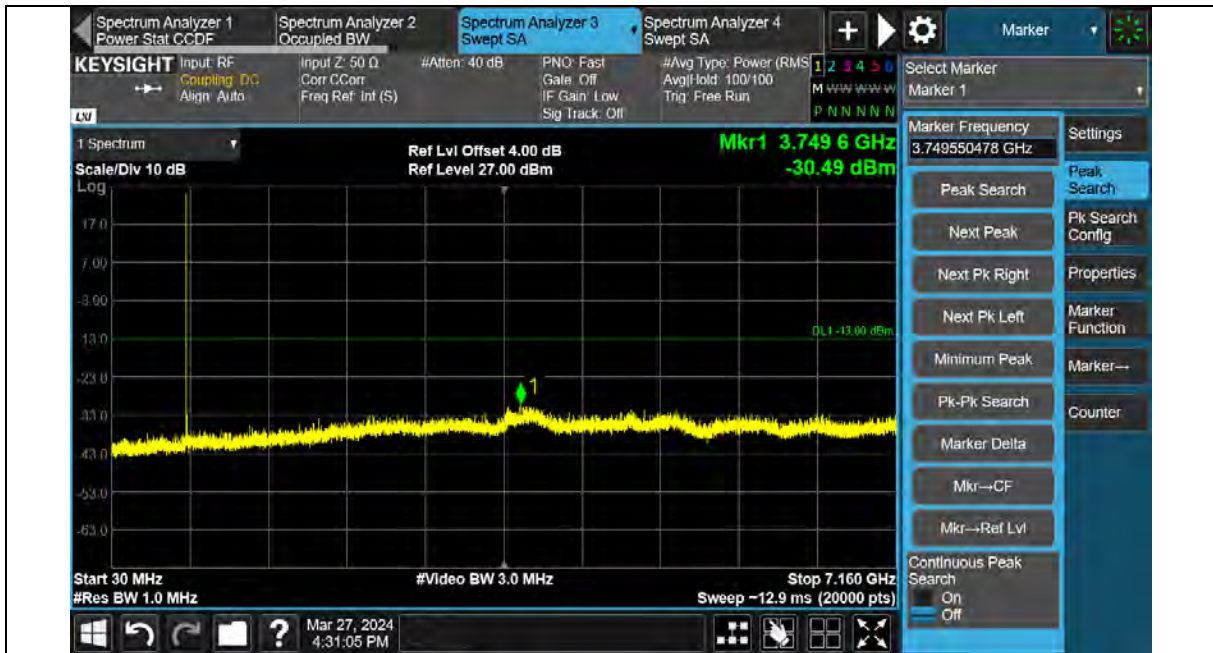 Spectrum Analyzer 1
Power Stat CCDF
Spectrum Analyzer 2
Occupied BW
Spectrum Analyzer 3
Swept SA
Spectrum Analyzer 4
Swept SA
+
Marker
KEYSIGHT
Input: RF
Coupling: DC
Align: Auto
Input Z: 50 Ω
Corr CCorr
Freq Ref: Int (S)
#Atten: 40 dB
PNO: Fast
Gate: Off
IF Gain: Low
Sig Track: Off
#Avg Type: Power (RMS
Avg|Hold: 100/100
Trig: Free Run
1 2 3 4 5 6
M W W W W W
P N N N N N
LXI
Select Marker
Marker 1
1 Spectrum
Scale/Div 10 dB
Ref Lvl Offset 4.00 dB
Ref Level 27.00 dBm
Mkr1 3.749 6 GHz
-30.49 dBm
Log
17.0
7.00
-3.00
-13.0
-23.0
-33.0
-43.0
-53.0
-63.0
DL1 -13.00 dBm
1
Start 30 MHz
#Res BW 1.0 MHz
#Video BW 3.0 MHz
Stop 7.160 GHz
Sweep ~12.9 ms (20000 pts)
Marker Frequency
3.749550478 GHz
Peak Search
Next Peak
Next Pk Right
Next Pk Left
Minimum Peak
Pk-Pk Search
Marker Delta
Mkr→CF
Mkr→Ref Lvl
Continuous Peak
Search
On
Off
Settings
Peak
Search
Pk Search
Config
Properties
Marker
Function
Marker→
Counter
?
Mar 27, 2024
4:31:05 PM